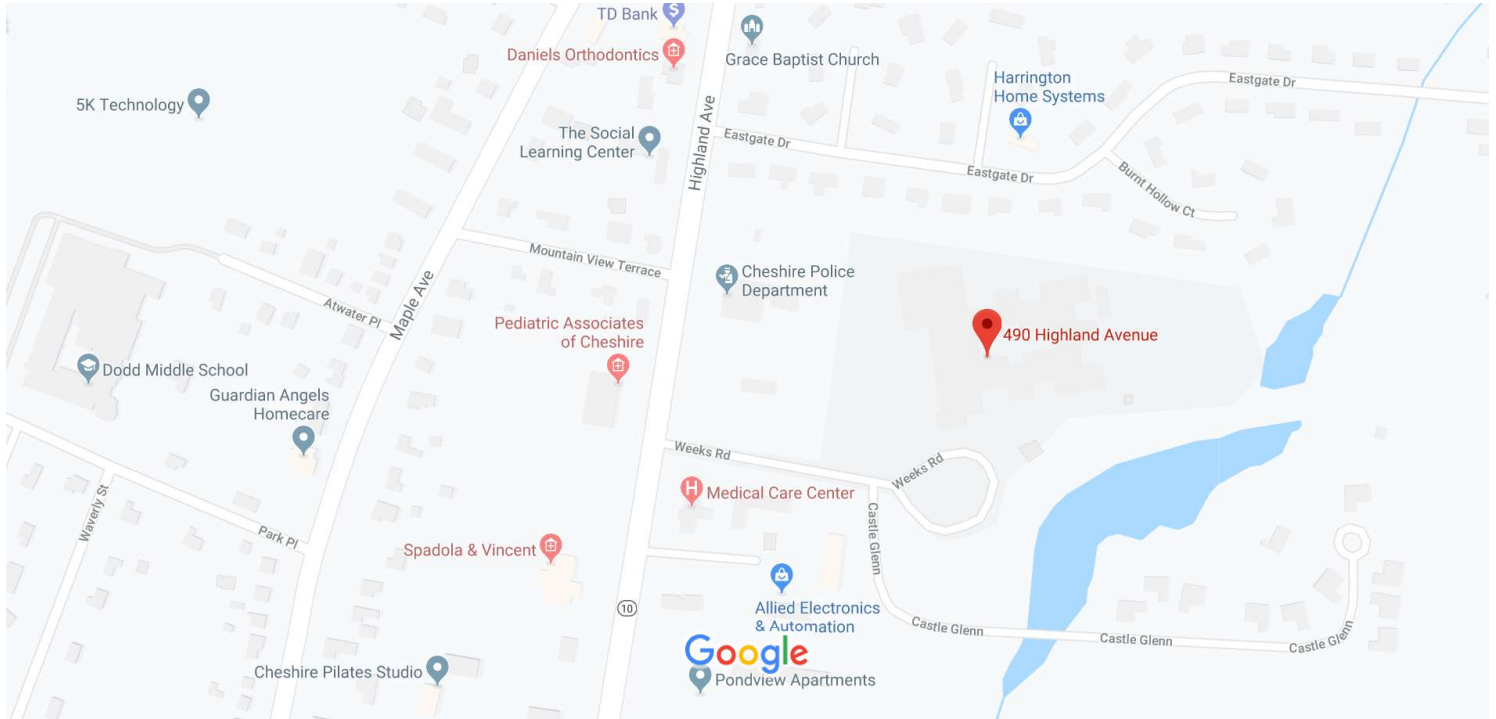 TD Bank
Daniels Orthodontics
Grace Baptist Church
Harrington
Home Systems
Eastgate Dr
5K Technology
The Social
Learning Center
Highland Ave
Eastgate Dr
Eastgate Dr
Burnt Hollow Ct
Mountain View Terrace
Cheshire Police
Department
Atwater Pl
Maple Ave
Pediatric Associates
of Cheshire
490 Highland Avenue
Dodd Middle School
Guardian Angels
Homecare
Weeks Rd
Weeks Rd
Medical Care Center
Waverly St
Park Pl
Castle Glenn
Spadola & Vincent
10
Allied Electronics
& Automation
Castle Glenn
Castle Glenn
Castle Glenn
Google
Cheshire Pilates Studio
Pondview Apartments